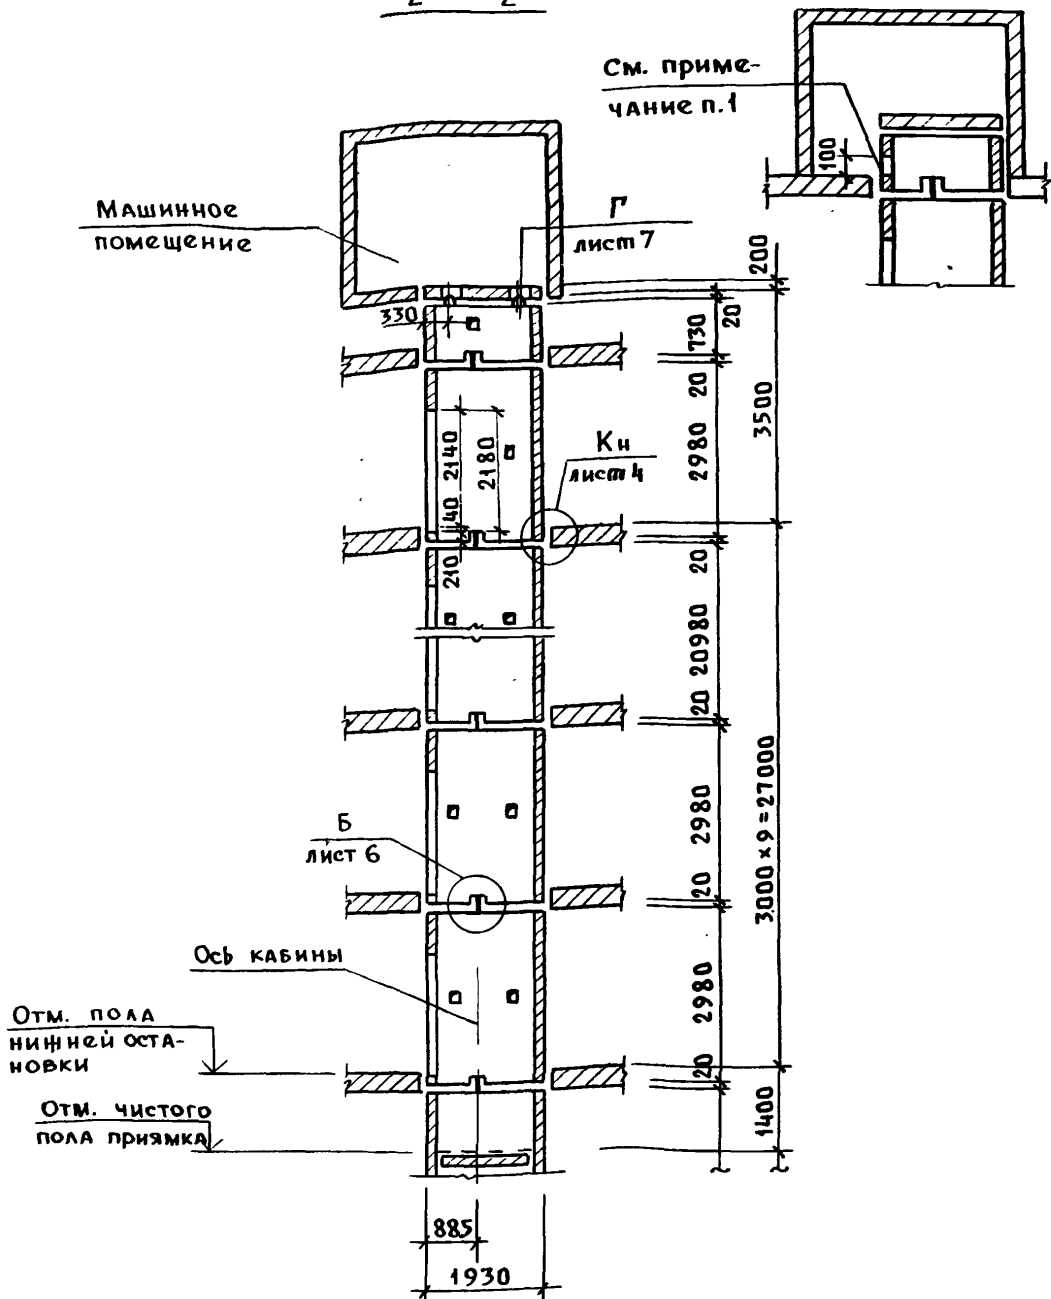 2 2
См. приме-
чание п.1
100
Машинное
помещение
Г
лист 7
200
330
730
20
20
3500
2140
2180
2980
Кн
лист 4
40
210
20
20980
20
3000 x 9 = 27000
2980
Б
лист 6
20
Ось кабины
2980
Отм. пола
нижней оста-
новки
20
Отм. чистого
пола приямка
1400
885
1930